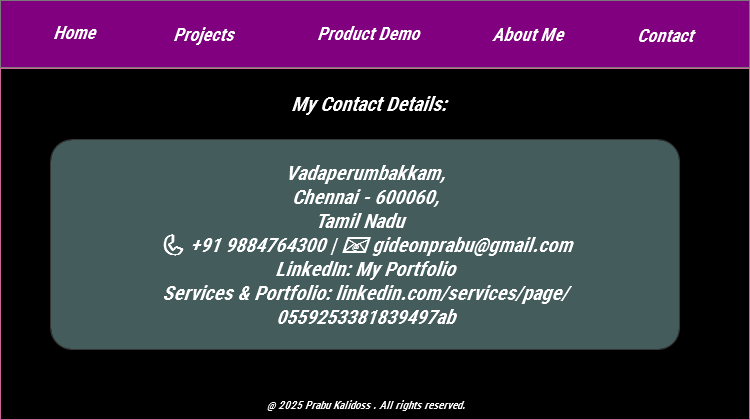 Home Projects Product Demo About Me Contact
My Contact Details:
Vadaperumbakkam,
Chennai - 600060,
Tamil Nadu
+91 9884764300 | gideonprabu@gmail.com
LinkedIn: My Portfolio
Services & Portfolio: linkedin.com/services/page/
0559253381839497ab
@ 2025 Prabu Kalidoss . All rights reserved.